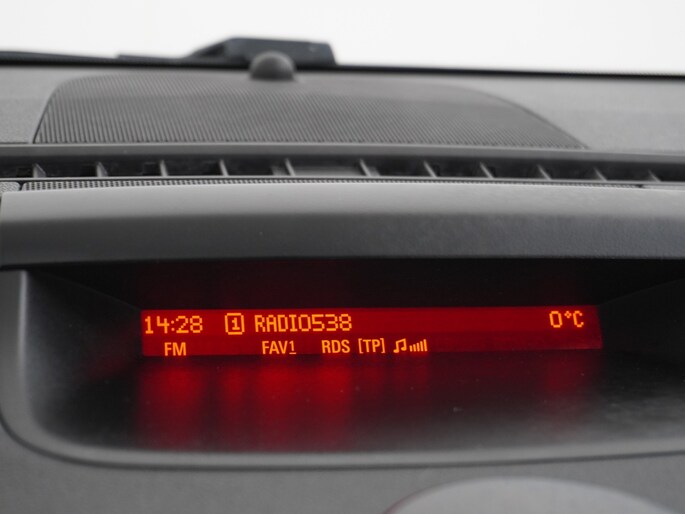 14:28 1 RADIO538 0°C
FM FAV1 RDS [TP]